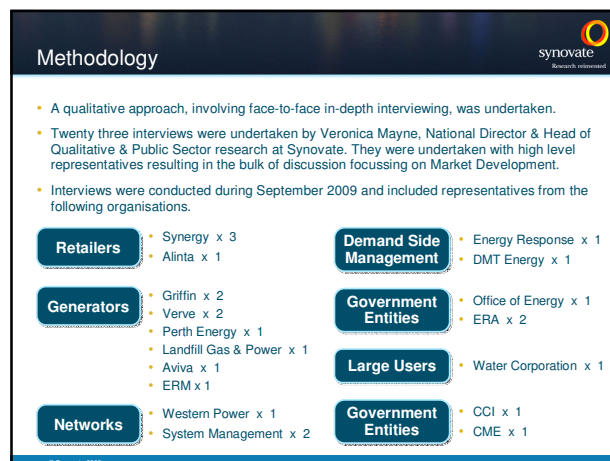 Methodology
synovate
Research reinvented
• A qualitative approach, involving face-to-face in-depth interviewing, was undertaken.
• Twenty three interviews were undertaken by Veronica Mayne, National Director & Head of
Qualitative & Public Sector research at Synovate. They were undertaken with high level
representatives resulting in the bulk of discussion focussing on Market Development.
• Interviews were conducted during September 2009 and included representatives from the
following organisations.
Retailers
• Synergy x 3
• Alinta x 1
Generators
• Griffin x 2
• Verve x 2
• Perth Energy x 1
• Landfill Gas & Power x 1
• Aviva x 1
• ERM x 1
Networks
• Western Power x 1
• System Management x 2
Demand Side
Management
• Energy Response x 1
• DMT Energy x 1
Government
Entities
• Office of Energy x 1
• ERA x 2
Large Users
• Water Corporation x 1
Government
Entities
• CCI x 1
• CME x 1